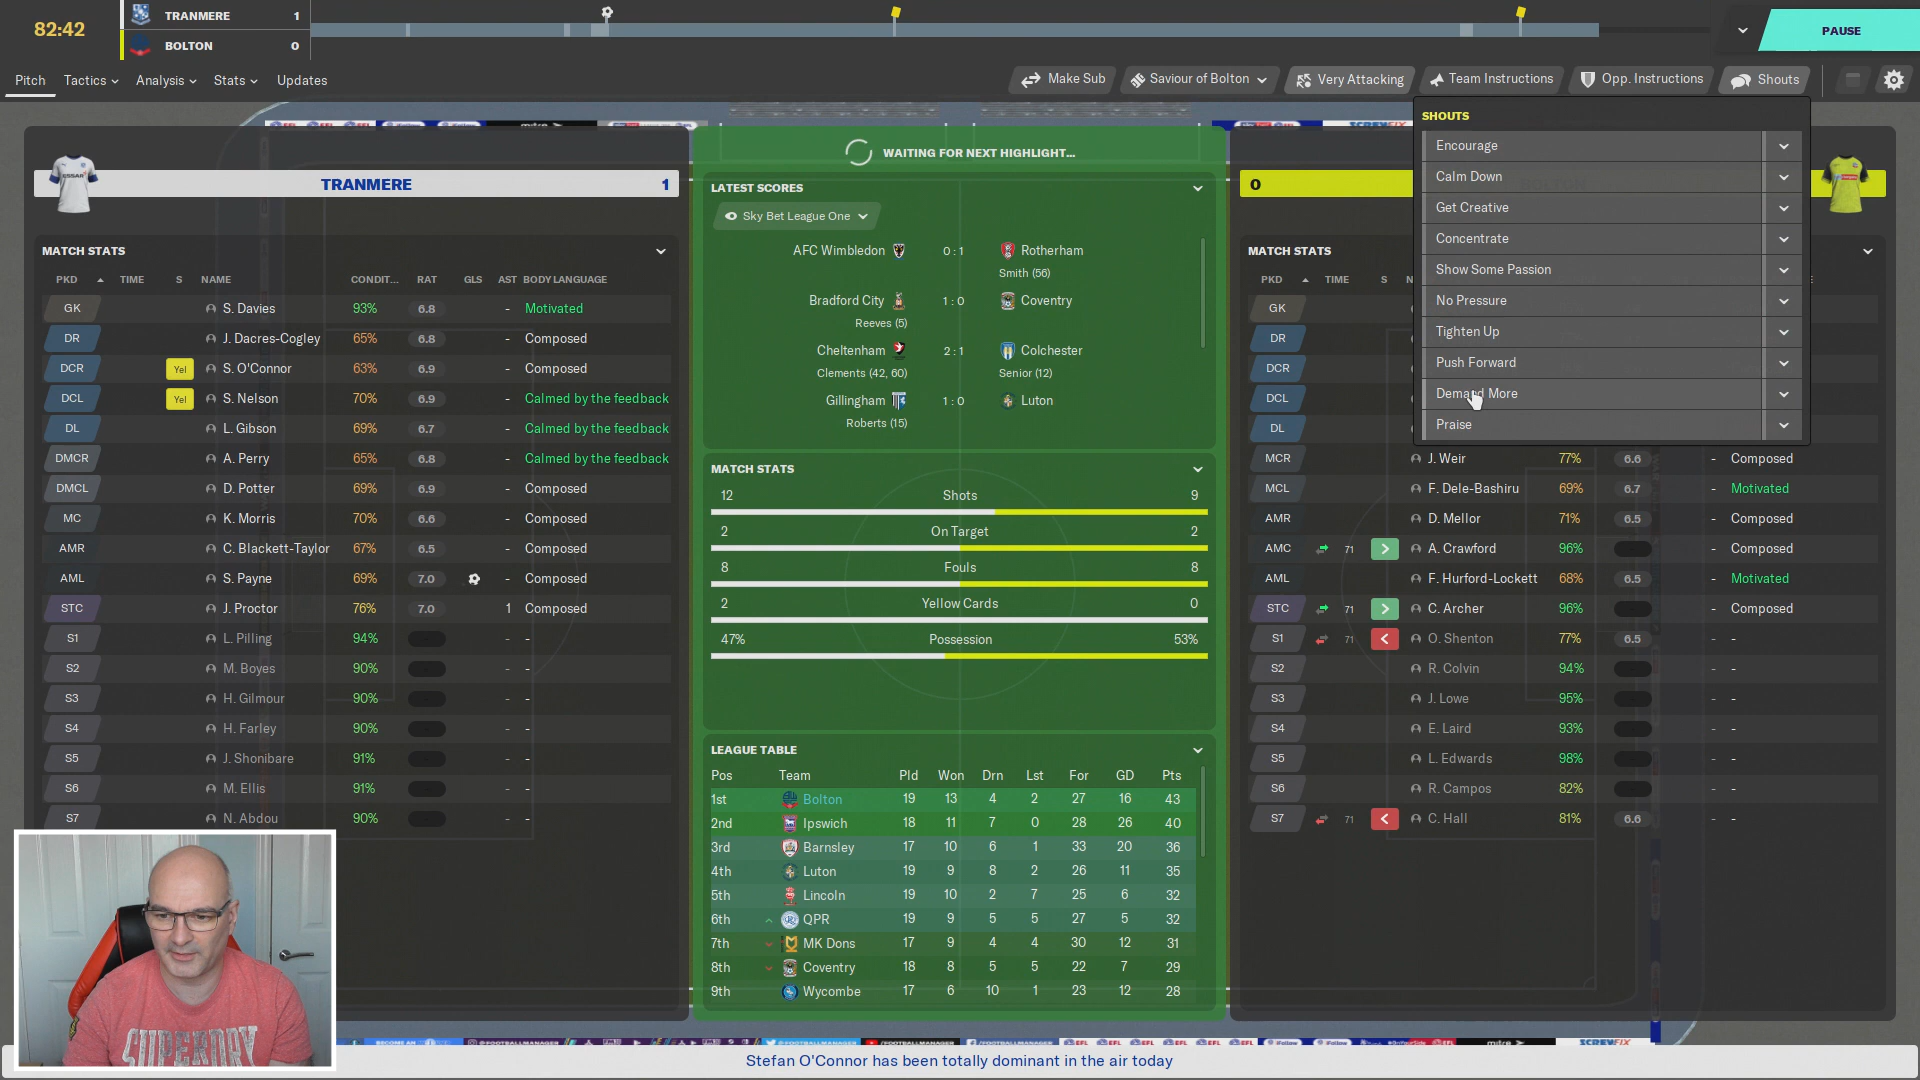 82:42
TRANMERE 1
BOLTON 0
PAUSE
Pitch Tactics Analysis Stats Updates
Make Sub Saviour of Bolton Very Attacking Team Instructions Opp. Instructions Shouts
SHOUTS
Encourage
Calm Down
Get Creative
Concentrate
Show Some Passion
No Pressure
Tighten Up
Push Forward
Demand More
Praise
TRANMERE 1
MATCH STATS
PKD TIME S NAME CONDIT... RAT GLS AST BODY LANGUAGE
GK S. Davies 93% 6.8 - Motivated
DR J. Dacres-Cogley 65% 6.8 - Composed
DCR Yel S. O'Connor 63% 6.9 - Composed
DCL Yel S. Nelson 70% 6.9 - Calmed by the feedback
DL L. Gibson 69% 6.7 - Calmed by the feedback
DMCR A. Perry 65% 6.8 - Calmed by the feedback
DMCL D. Potter 69% 6.9 - Composed
MC K. Morris 70% 6.6 - Composed
AMR C. Blackett-Taylor 67% 6.5 - Composed
AML S. Payne 69% 7.0 - Composed
STC J. Proctor 76% 7.0 1 Composed
S1 L. Pilling 94% - -
S2 M. Boyes 90% - -
S3 H. Gilmour 90% - -
S4 H. Farley 90% - -
S5 J. Shonibare 91% - -
S6 M. Ellis 91% - -
S7 N. Abdou 90% - -
WAITING FOR NEXT HIGHLIGHT...
LATEST SCORES
Sky Bet League One
AFC Wimbledon 0 : 1 Rotherham
Smith (56)
Bradford City 1 : 0 Coventry
Reeves (5)
Cheltenham 2 : 1 Colchester
Clements (42, 60) Senior (12)
Gillingham 1 : 0 Luton
Roberts (15)
MATCH STATS
12 Shots 9
2 On Target 2
8 Fouls 8
2 Yellow Cards 0
47% Possession 53%
LEAGUE TABLE
Pos Team Pld Won Drn Lst For GD Pts
1st Bolton 19 13 4 2 27 16 43
2nd Ipswich 18 11 7 0 28 26 40
3rd Barnsley 17 10 6 1 33 20 36
4th Luton 19 9 8 2 26 11 35
5th Lincoln 19 10 2 7 25 6 32
6th QPR 19 9 5 5 27 5 32
7th MK Dons 17 9 4 4 30 12 31
8th Coventry 18 8 5 5 22 7 29
9th Wycombe 17 6 10 1 23 12 28
0
MATCH STATS
PKD TIME S
GK
DR
DCR
DCL
DL
MCR J. Weir 77% 6.6 - Composed
MCL F. Dele-Bashiru 69% 6.7 - Motivated
AMR D. Mellor 71% 6.5 - Composed
AMC 71 A. Crawford 96% - Composed
AML F. Hurford-Lockett 68% 6.5 - Motivated
STC 71 C. Archer 96% - Composed
S1 71 O. Shenton 77% 6.5 - -
S2 R. Colvin 94% - -
S3 J. Lowe 95% - -
S4 E. Laird 93% - -
S5 L. Edwards 98% - -
S6 R. Campos 82% - -
S7 71 C. Hall 81% 6.6 - -
SUPERDRY
Stefan O'Connor has been totally dominant in the air today